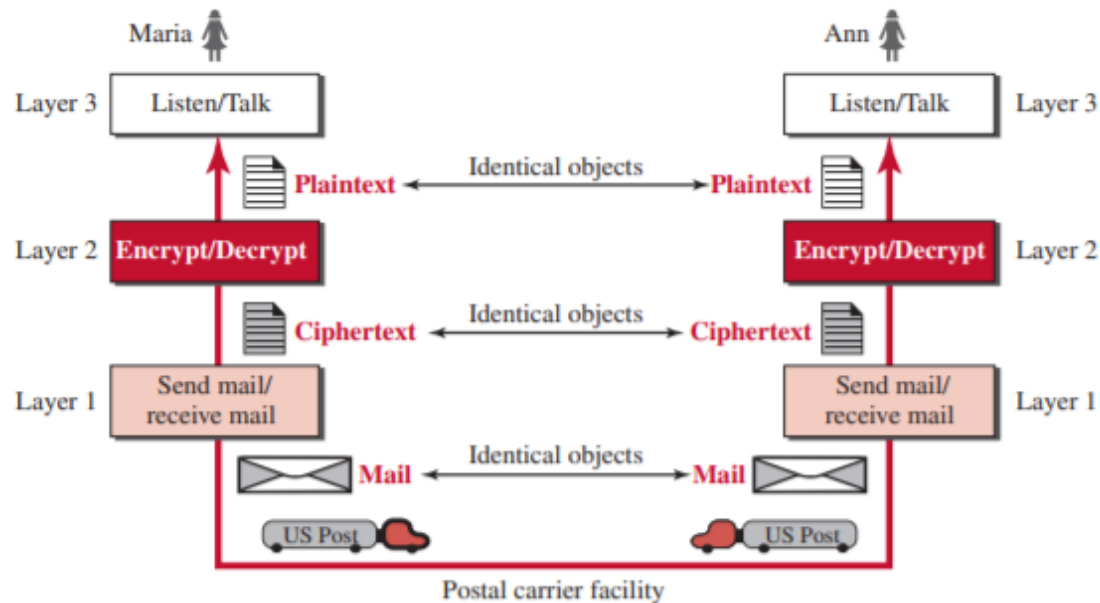 Maria
Ann
Layer 3
Listen/Talk
Listen/Talk
Layer 3
Identical objects
Plaintext
Plaintext
Layer 2
Encrypt/Decrypt
Encrypt/Decrypt
Layer 2
Identical objects
Ciphertext
Ciphertext
Layer 1
Send mail/
receive mail
Send mail/
receive mail
Layer 1
Identical objects
Mail
Mail
US Post
US Post
Postal carrier facility